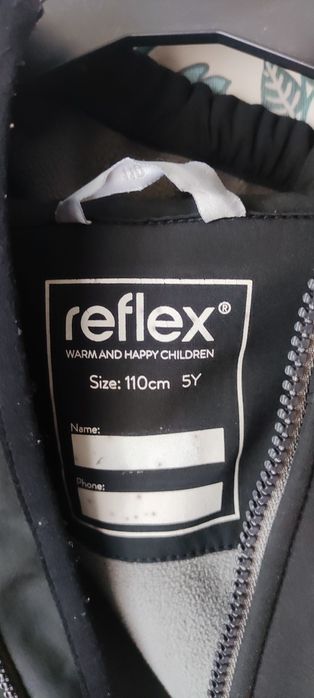 reflex®
WARM AND HAPPY CHILDREN
Size: 110cm 5Y
Name:
Phone: